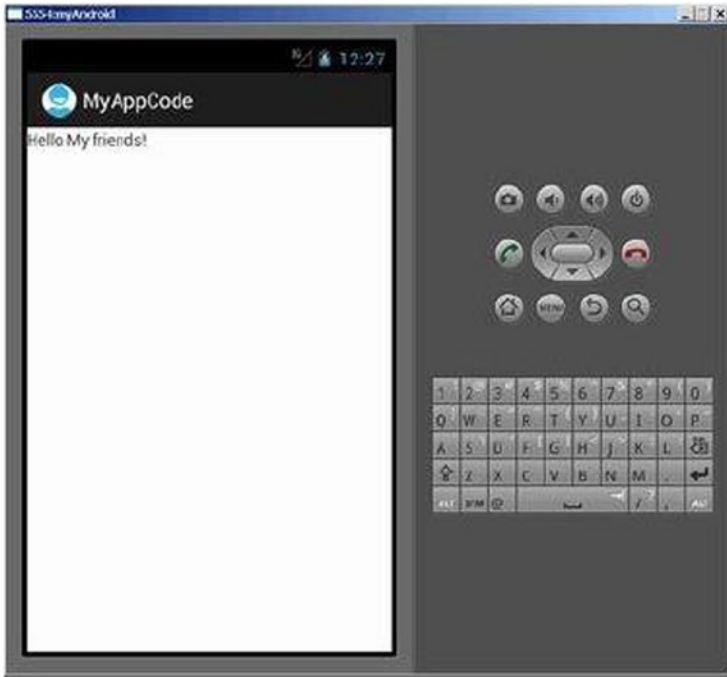 5554:myAndroid
12:27
MyAppCode
Hello My friends!
MENU
1 2 3 4 5 6 7 8 9 0
Q W E R T Y U I O P
A S D F G H J K L
Z X C V B N M .
ALT SYM @ / , ALT